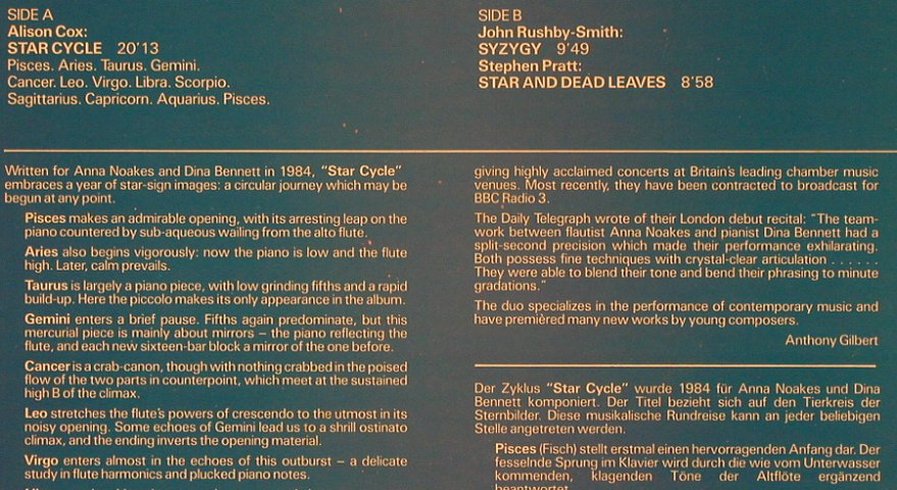 SIDE A
Alison Cox:
STAR CYCLE 20'13
Pisces. Aries. Taurus. Gemini.
Cancer. Leo. Virgo. Libra. Scorpio.
Sagittarius. Capricorn. Aquarius. Pisces.
SIDE B
John Rushby-Smith:
SYZYGY 9'49
Stephen Pratt:
STAR AND DEAD LEAVES 8'58
Written for Anna Noakes and Dina Bennett in 1984, "Star Cycle"
embraces a year of star-sign images: a circular journey which may be
begun at any point.
Pisces makes an admirable opening, with its arresting leap on the
piano countered by sub-aqueous wailing from the alto flute.
Aries also begins vigorously: now the piano is low and the flute
high. Later, calm prevails.
Taurus is largely a piano piece, with low grinding fifths and a rapid
build-up. Here the piccolo makes its only appearance in the album.
Gemini enters a brief pause. Fifths again predominate, but this
mercurial piece is mainly about mirrors – the piano reflecting the
flute, and each new sixteen-bar block a mirror of the one before.
Cancer is a crab-canon, though with nothing crabbed in the poised
flow of the two parts in counterpoint, which meet at the sustained
high B of the climax.
Leo stretches the flute's powers of crescendo to the utmost in its
noisy opening. Some echoes of Gemini lead us to a shrill ostinato
climax, and the ending inverts the opening material.
Virgo enters almost in the echoes of this outburst – a delicate
study in flute harmonics and plucked piano notes.
giving highly acclaimed concerts at Britain's leading chamber music
venues. Most recently, they have been contracted to broadcast for
BBC Radio 3.
The Daily Telegraph wrote of their London debut recital: "The team-
work between flautist Anna Noakes and pianist Dina Bennett had a
split-second precision which made their performance exhilarating.
Both possess fine techniques with crystal-clear articulation . . . . . .
They were able to blend their tone and bend their phrasing to minute
gradations."
The duo specializes in the performance of contemporary music and
have premièred many new works by young composers.
Anthony Gilbert
Der Zyklus "Star Cycle" wurde 1984 für Anna Noakes und Dina
Bennett komponiert. Der Titel bezieht sich auf den Tierkreis der
Sternbilder. Diese musikalische Rundreise kann an jeder beliebigen
Stelle angetreten werden.
Pisces (Fisch) stellt erstmal einen hervorragenden Anfang dar. Der
fesselnde Sprung im Klavier wird durch die wie vom Unterwasser
kommenden, klagenden Töne der Altflöte ergänzend
beantwortet.